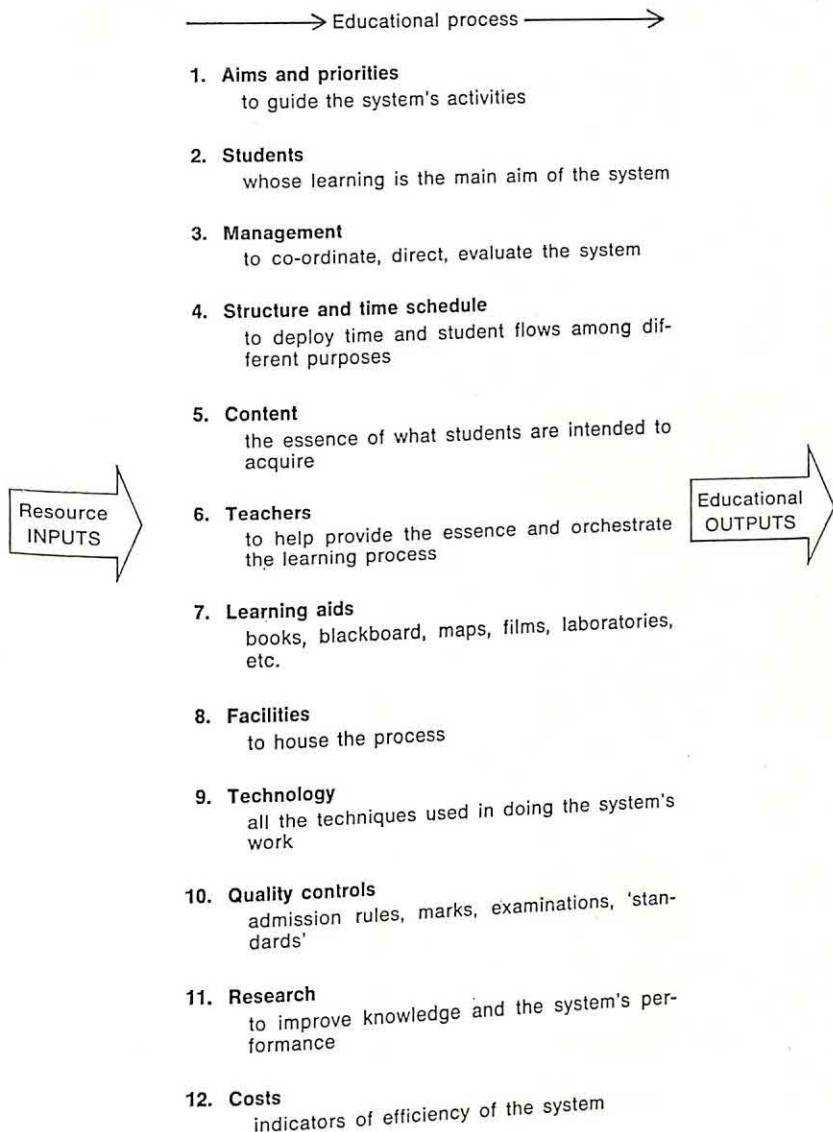 Educational process
1. Aims and priorities
to guide the system's activities
2. Students
whose learning is the main aim of the system
3. Management
to co-ordinate, direct, evaluate the system
4. Structure and time schedule
to deploy time and student flows among dif-
ferent purposes
5. Content
the essence of what students are intended to
acquire
Resource
INPUTS
6. Teachers
to help provide the essence and orchestrate
the learning process
Educational
OUTPUTS
7. Learning aids
books, blackboard, maps, films, laboratories,
etc.
8. Facilities
to house the process
9. Technology
all the techniques used in doing the system's
work
10. Quality controls
admission rules, marks, examinations, 'stan-
dards'
11. Research
to improve knowledge and the system's per-
formance
12. Costs
indicators of efficiency of the system